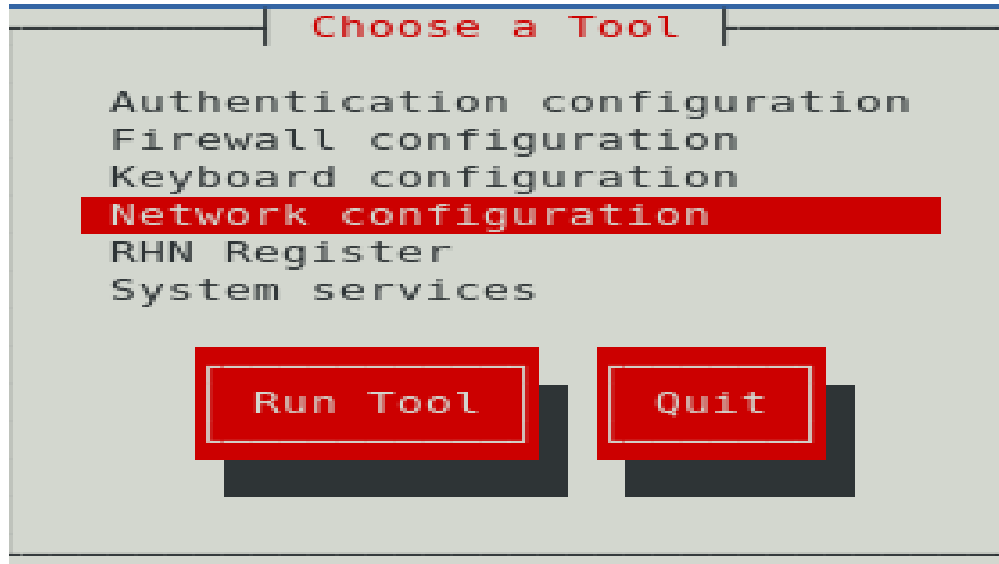 Choose a Tool
Authentication configuration
Firewall configuration
Keyboard configuration
Network configuration
RHN Register
System services
Run Tool Quit